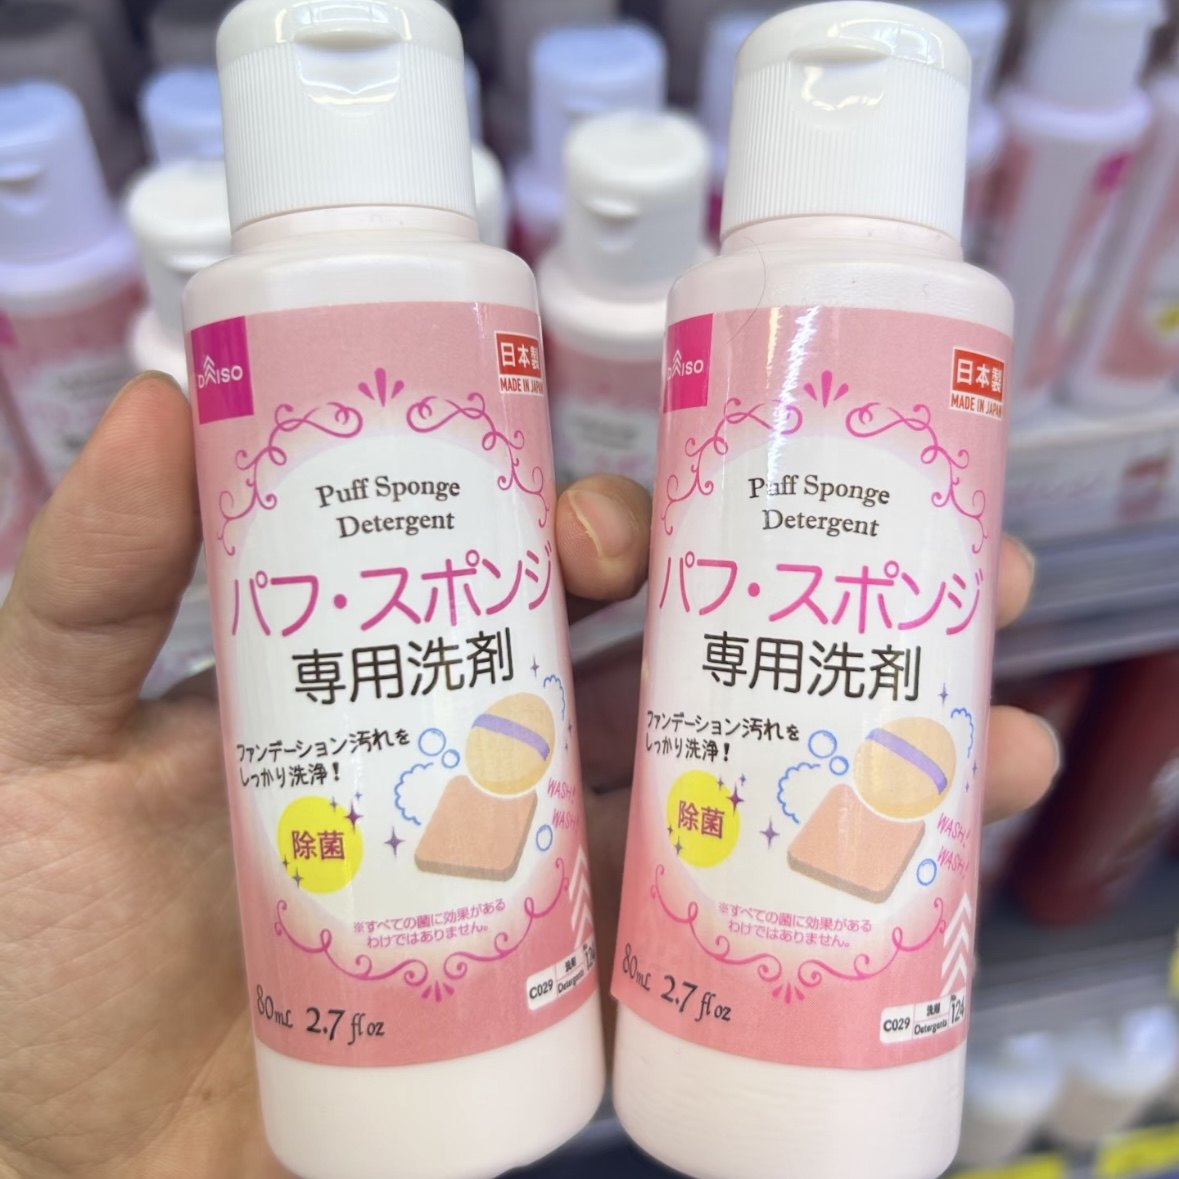 DAISO
日本製
MADE IN JAPAN
Puff Sponge
Detergent
パフ・スポンジ
専用洗剤
ファンデーション汚れを
しっかり洗浄!
除菌
WASH!
WASH!
※すべての菌に効果がある
わけではありません。
80mL 2.7 fl oz
C029
洗剤
Detergents
124
DAISO
日本製
MADE IN JAPAN
Puff Sponge
Detergent
パフ・スポンジ
専用洗剤
ファンデーション汚れを
しっかり洗浄!
除菌
WASH!
WASH!
※すべての菌に効果がある
わけではありません。
80mL 2.7 fl oz
C029
洗剤
Detergents
No.
124